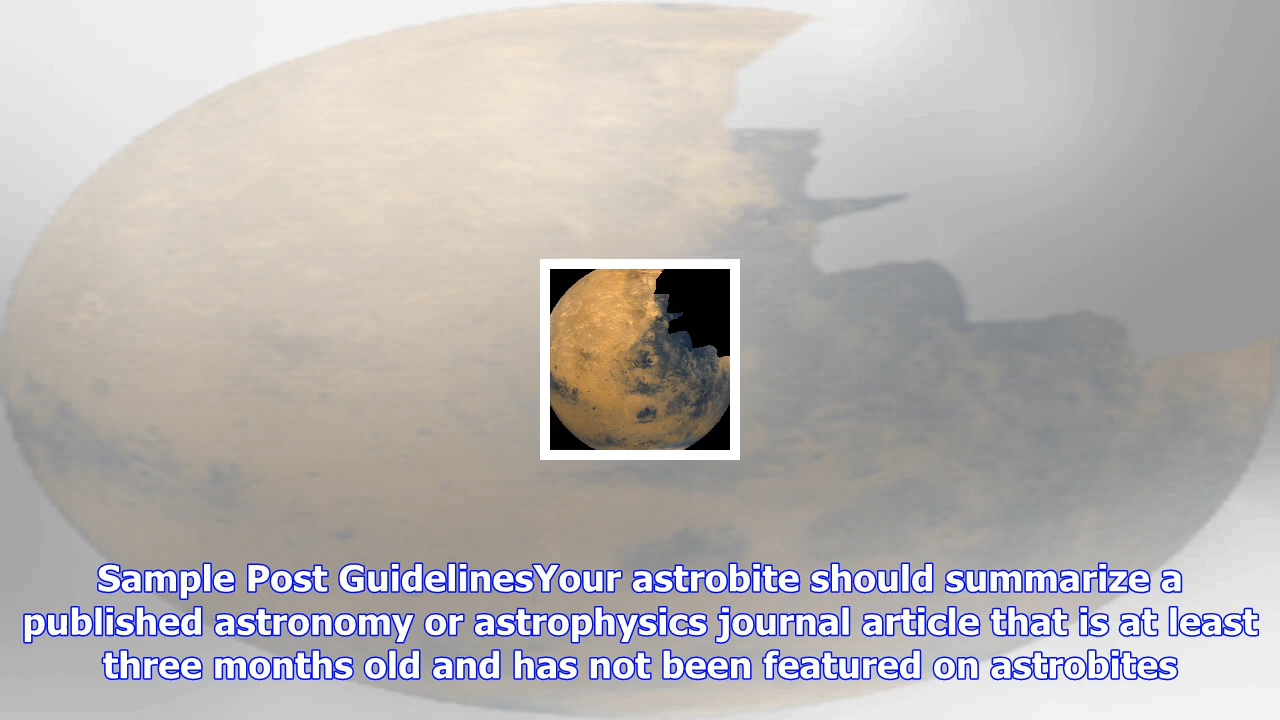 Sample Post GuidelinesYour astrobite should summarize a
published astronomy or astrophysics journal article that is at least
three months old and has not been featured on astrobites